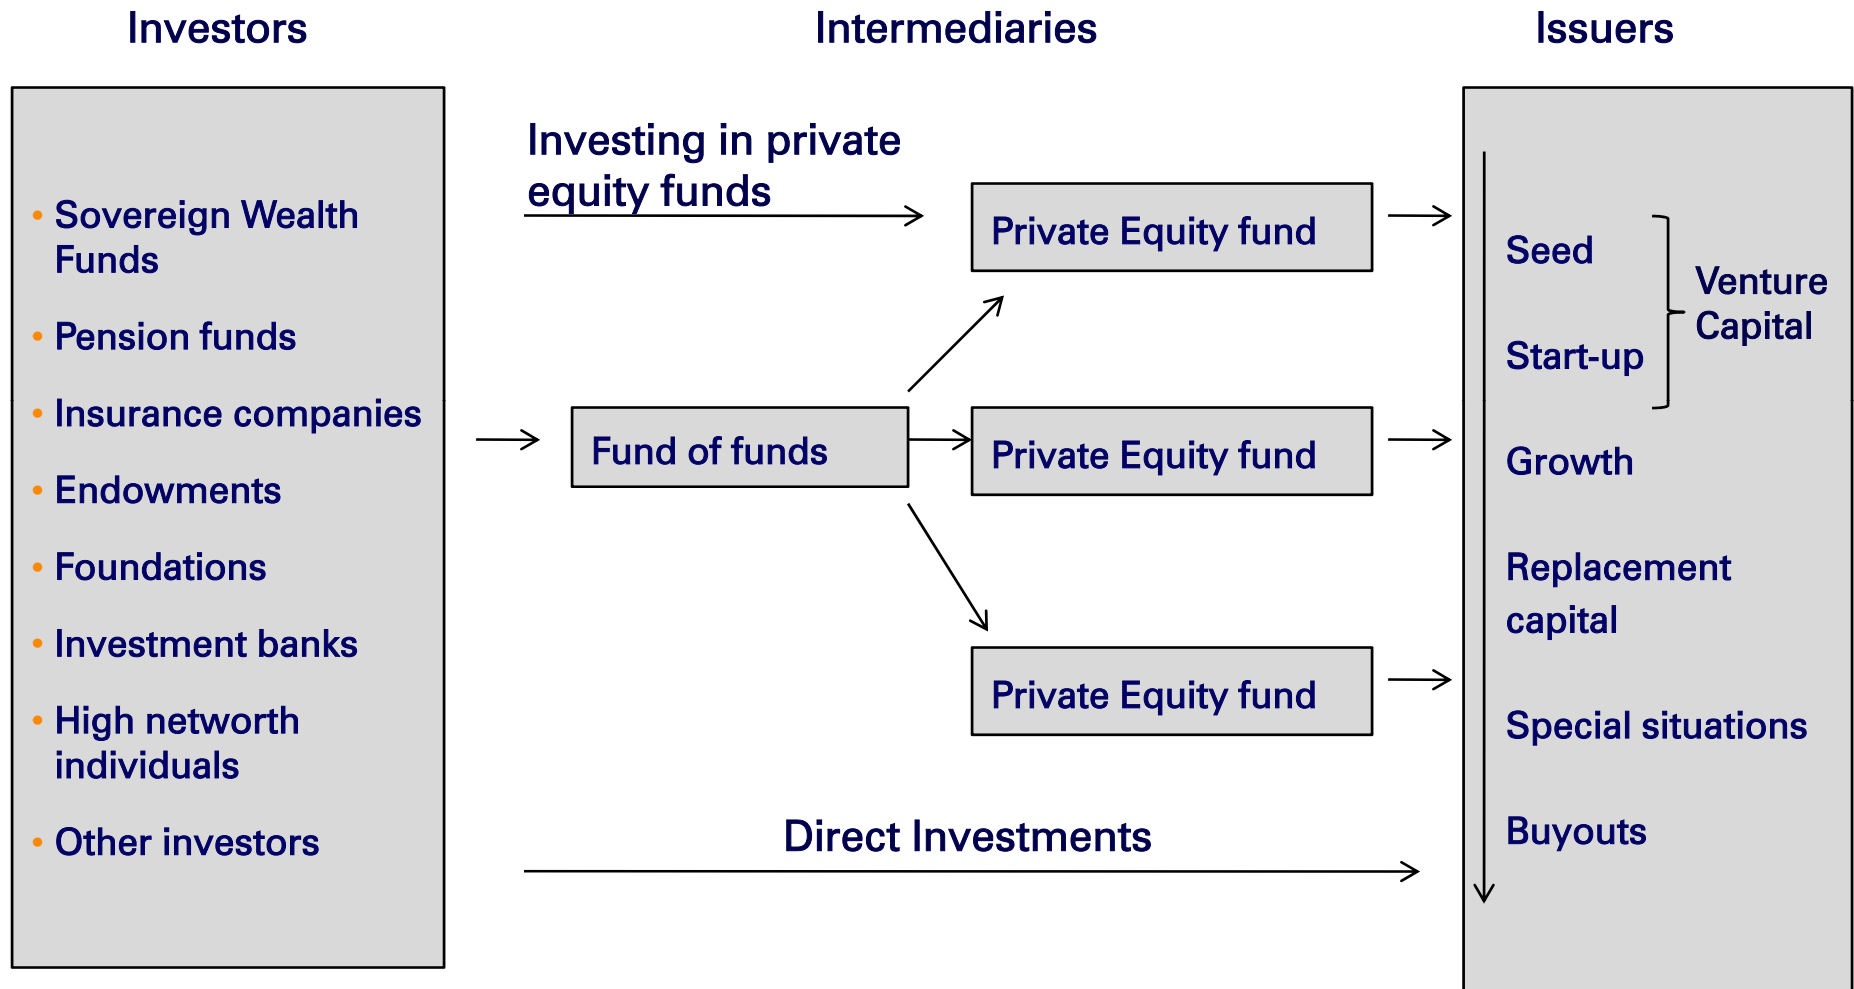 Investors
Intermediaries
Issuers
• Sovereign Wealth
Funds
• Pension funds
• Insurance companies
• Endowments
• Foundations
• Investment banks
• High networth
individuals
• Other investors
Investing in private
equity funds
Private Equity fund
Fund of funds
Private Equity fund
Private Equity fund
Direct Investments
Seed
Start-up
Venture
Capital
Growth
Replacement
capital
Special situations
Buyouts